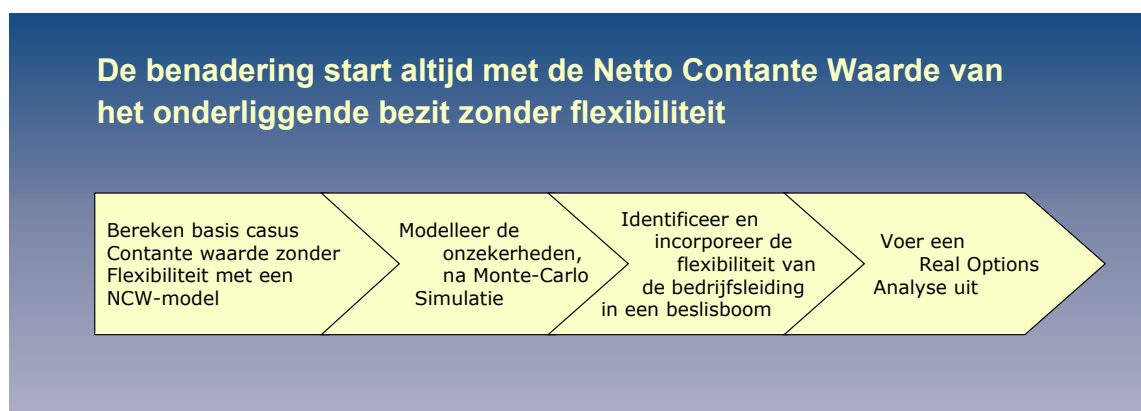 De benadering start altijd met de Netto Contante Waarde van
het onderliggende bezit zonder flexibiliteit
Bereken basis casus
Contante waarde zonder
Flexibiliteit met een
NCW-model
Modelleer de
onzekerheden,
na Monte-Carlo
Simulatie
Identificeer en
incorporeer de
flexibiliteit van
de bedrijfsleiding
in een beslisboom
Voer een
Real Options
Analyse uit